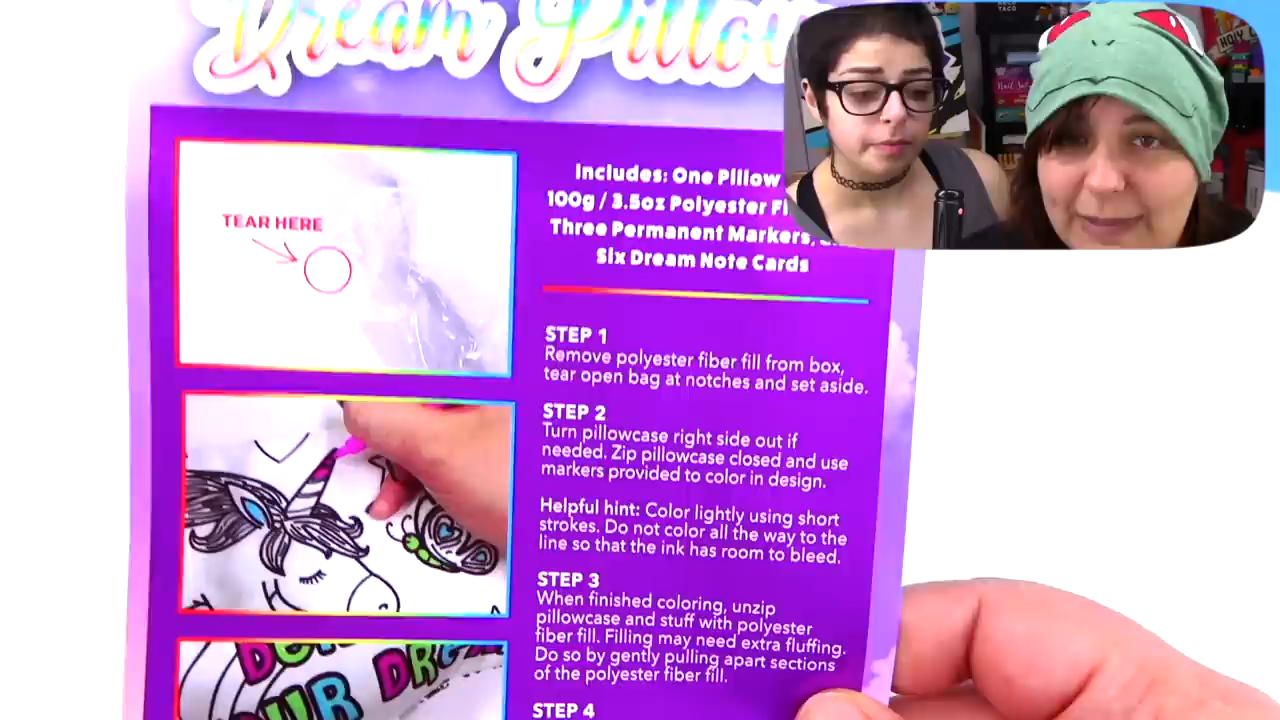 Dream Pillow
TEAR HERE
Includes: One Pillow
100g / 3.5oz Polyester
Three Permanent Markers,
Six Dream Note Cards
STEP 1
Remove polyester fiber fill from box,
tear open bag at notches and set aside.
STEP 2
Turn pillowcase right side out if
needed. Zip pillowcase closed and use
markers provided to color in design.
Helpful hint: Color lightly using short
strokes. Do not color all the way to the
line so that the ink has room to bleed.
STEP 3
When finished coloring, unzip
pillowcase and stuff with polyester
fiber fill. Filling may need extra fluffing.
Do so by gently pulling apart sections
of the polyester fiber fill.
STEP 4